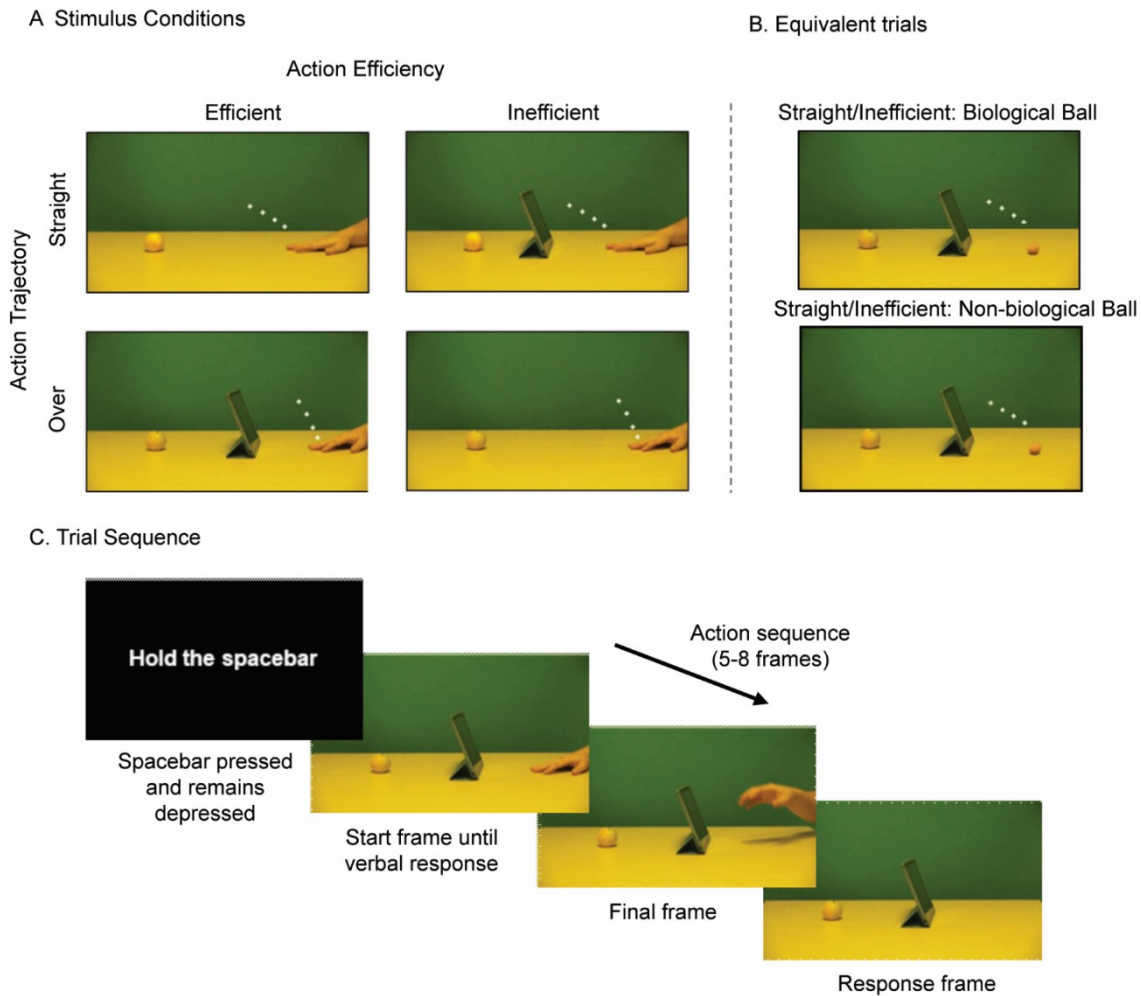 A Stimulus Conditions
B. Equivalent trials
Action Efficiency
Efficient
Inefficient
Straight/Inefficient: Biological Ball
Action Trajectory
Straight
Straight/Inefficient: Non-biological Ball
Over
C. Trial Sequence
Hold the spacebar
Action sequence
(5-8 frames)
Spacebar pressed
and remains
depressed
Start frame until
verbal response
Final frame
Response frame